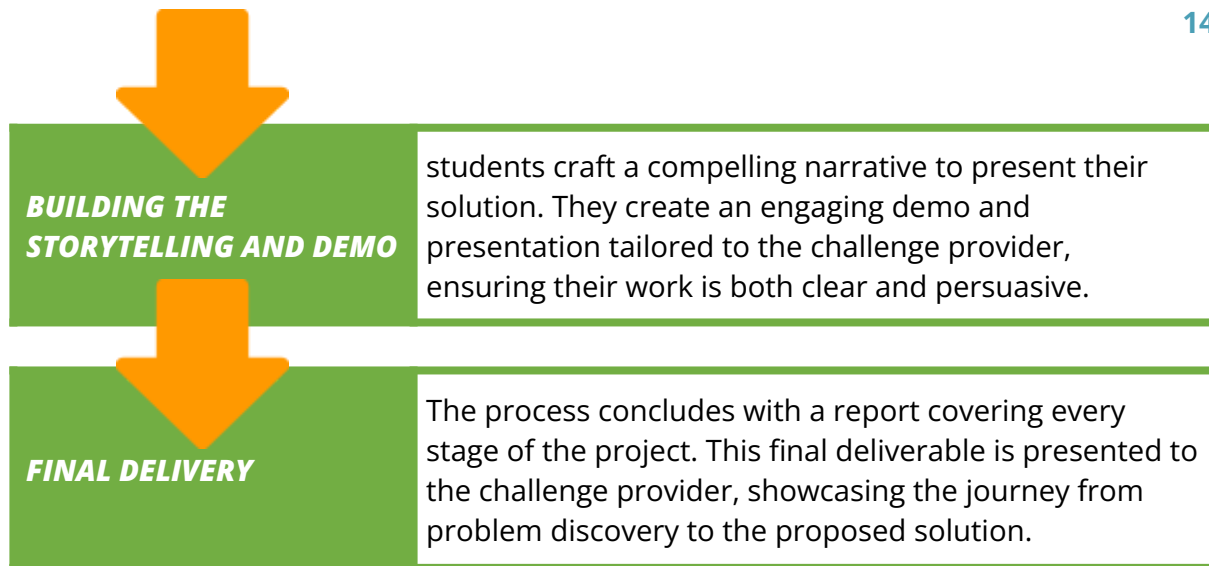 14
BUILDING THE
STORYTELLING AND DEMO
students craft a compelling narrative to present their
solution. They create an engaging demo and
presentation tailored to the challenge provider,
ensuring their work is both clear and persuasive.
FINAL DELIVERY
The process concludes with a report covering every
stage of the project. This final deliverable is presented to
the challenge provider, showcasing the journey from
problem discovery to the proposed solution.